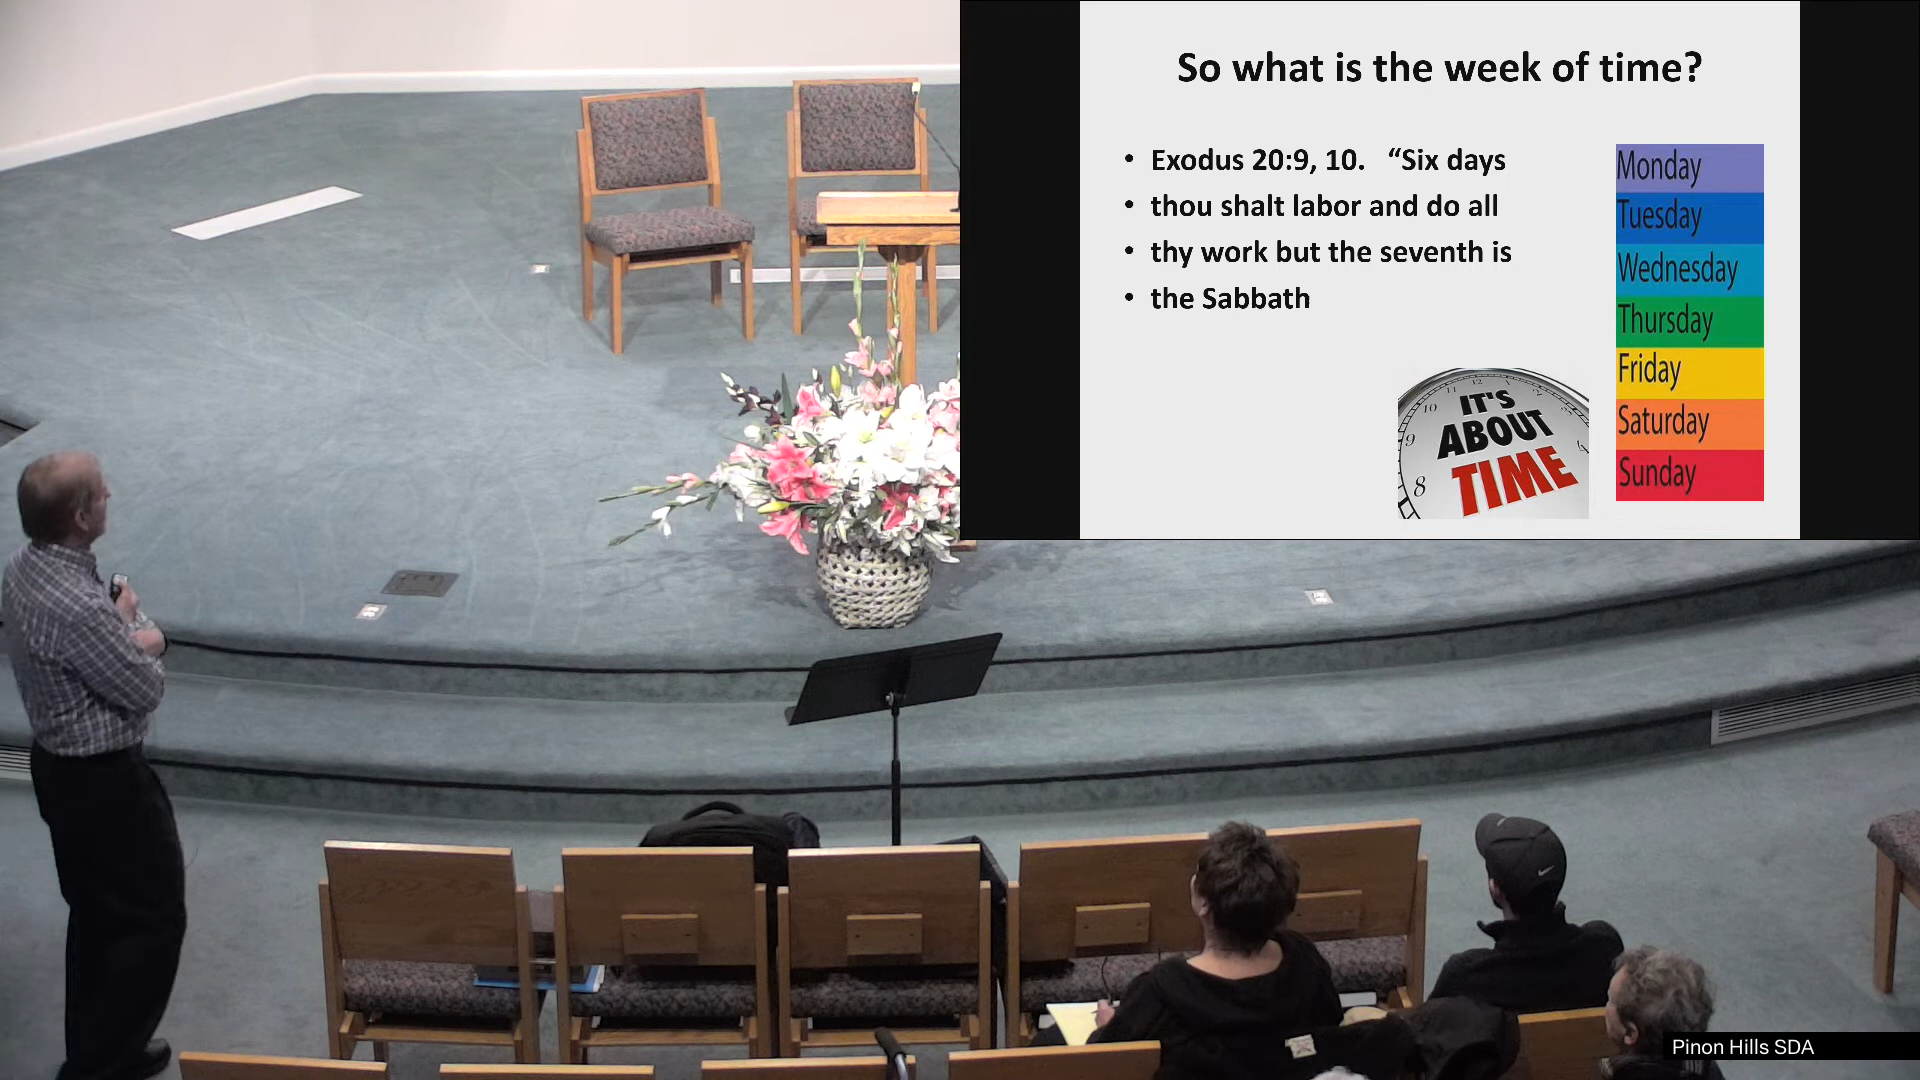 So what is the week of time?
• Exodus 20:9, 10.   “Six days
• thou shalt labor and do all
• thy work but the seventh is
• the Sabbath
Monday
Tuesday
Wednesday
Thursday
Friday
Saturday
Sunday
IT'S
ABOUT
TIME
Pinon Hills SDA